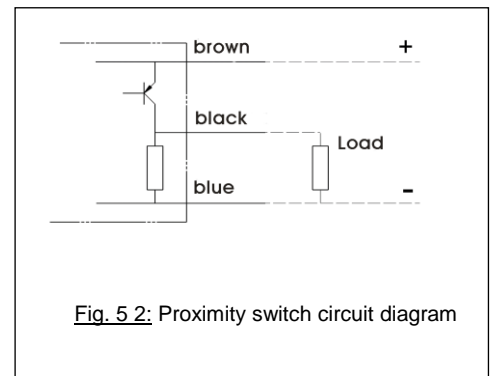 brown +
black
Load
blue -
Fig. 5 2: Proximity switch circuit diagram